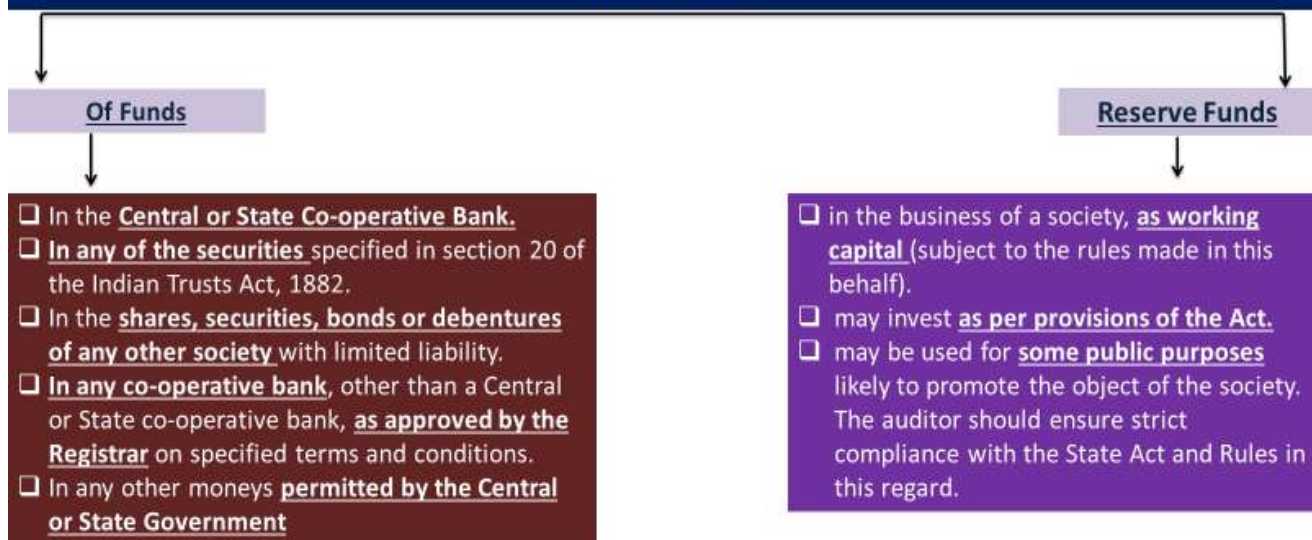 Of Funds
❑ In the Central or State Co-operative Bank.
❑ In any of the securities specified in section 20 of
the Indian Trusts Act, 1882.
❑ In the shares, securities, bonds or debentures
of any other society with limited liability.
❑ In any co-operative bank, other than a Central
or State co-operative bank, as approved by the
Registrar on specified terms and conditions.
❑ In any other moneys permitted by the Central
or State Government
Reserve Funds
❑ in the business of a society, as working
capital (subject to the rules made in this
behalf).
❑ may invest as per provisions of the Act.
❑ may be used for some public purposes
likely to promote the object of the society.
The auditor should ensure strict
compliance with the State Act and Rules in
this regard.